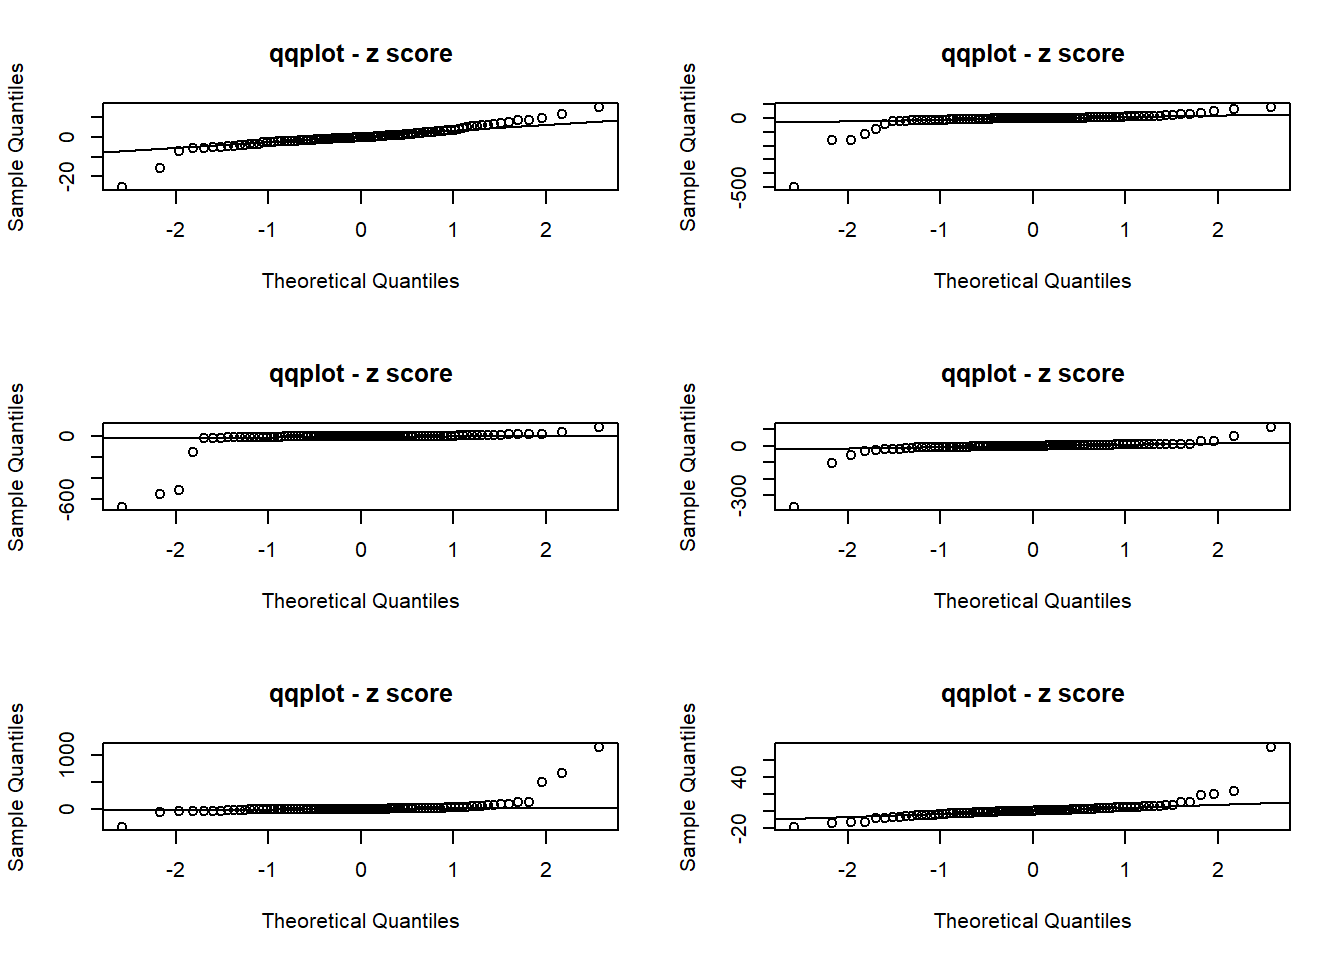 qqplot - z score
Sample Quantiles
0
-20
-2 -1 0 1 2
Theoretical Quantiles
qqplot - z score
Sample Quantiles
0
-500
-2 -1 0 1 2
Theoretical Quantiles
qqplot - z score
Sample Quantiles
0
-600
-2 -1 0 1 2
Theoretical Quantiles
qqplot - z score
Sample Quantiles
0
-300
-2 -1 0 1 2
Theoretical Quantiles
qqplot - z score
Sample Quantiles
1000
0
-2 -1 0 1 2
Theoretical Quantiles
qqplot - z score
Sample Quantiles
40
-20
-2 -1 0 1 2
Theoretical Quantiles